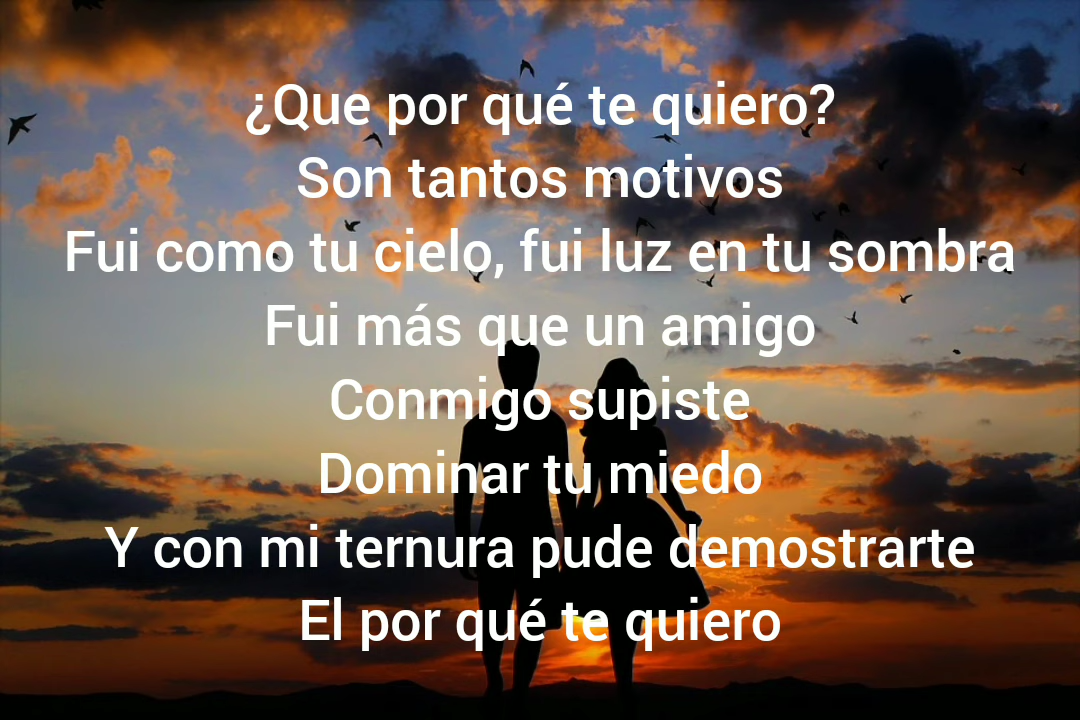 ¿Que por qué te quiero?
Son tantos motivos
Fui como tu cielo, fui luz en tu sombra
Fui más que un amigo
Conmigo supiste
Dominar tu miedo
Y con mi ternura pude demostrarte
El por qué te quiero